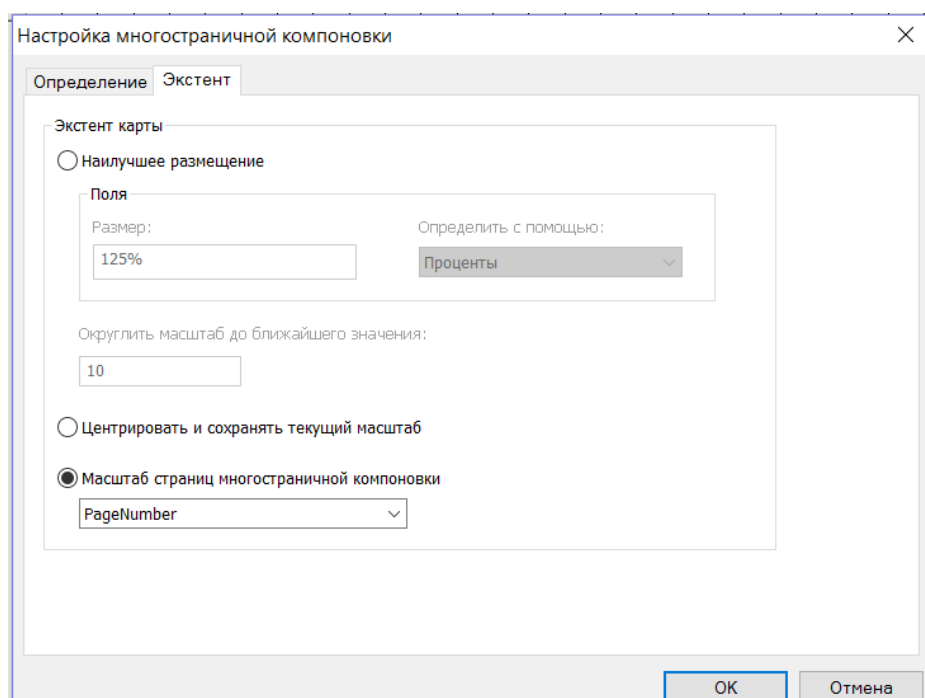 Настройка многостраничной компоновки
Определение Экстент
Экстент карты
Наилучшее размещение
Поля
Размер: Определить с помощью:
125% Проценты
Округлить масштаб до ближайшего значения:
10
Центрировать и сохранять текущий масштаб
Масштаб страниц многостраничной компоновки
PageNumber
OK Отмена